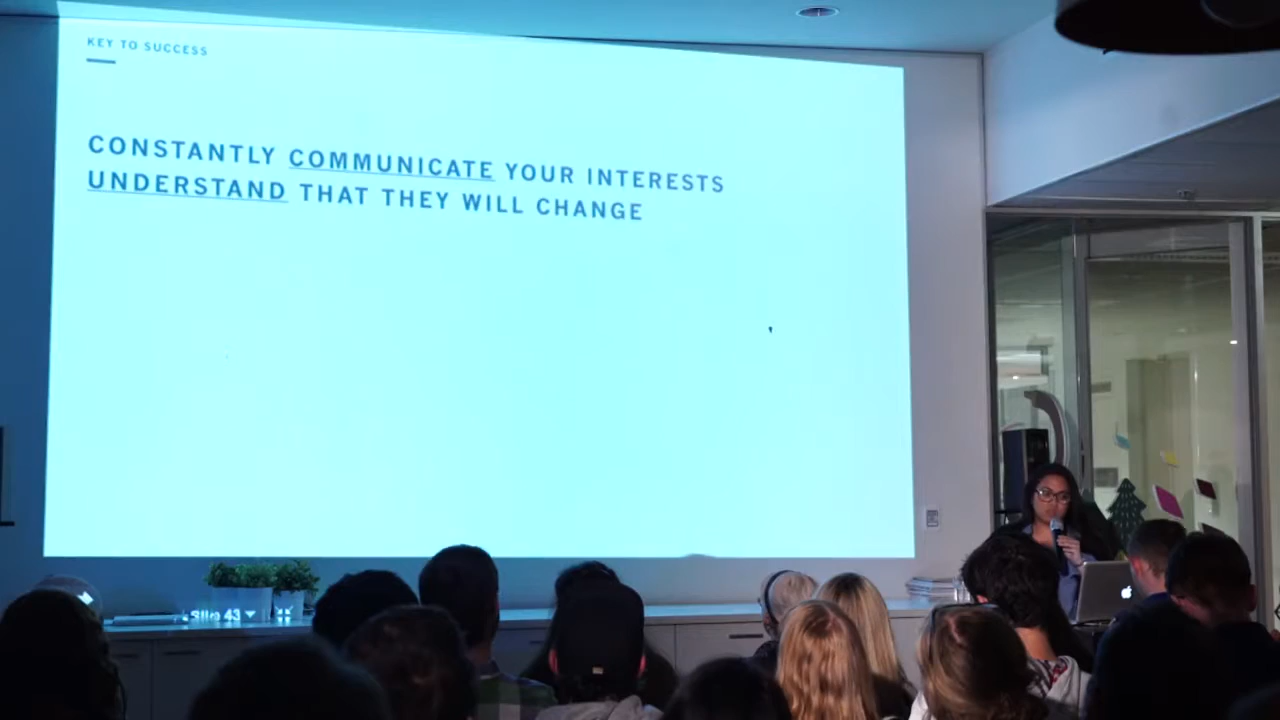 KEY TO SUCCESS
CONSTANTLY COMMUNICATE YOUR INTERESTS
UNDERSTAND THAT THEY WILL CHANGE